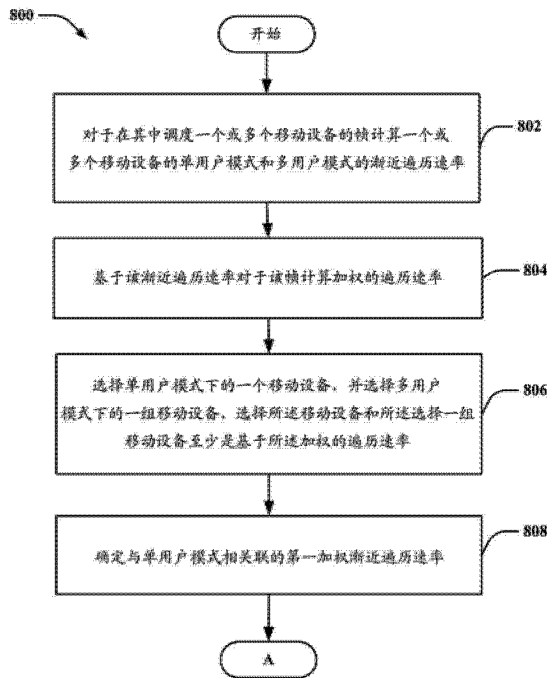 800
开始
对于在其中调度一个或多个移动设备的帧计算一个或
多个移动设备的单用户模式和多用户模式的渐近遍历速率
802
基于该渐近遍历速率对于该帧计算加权的遍历速率
804
选择单用户模式下的一个移动设备，并选择多用户
模式下的一组移动设备，选择所述移动设备和所述选择一组
移动设备至少是基于所述加权的遍历速率
806
确定与单用户模式相关联的第一加权渐近遍历速率
808
A